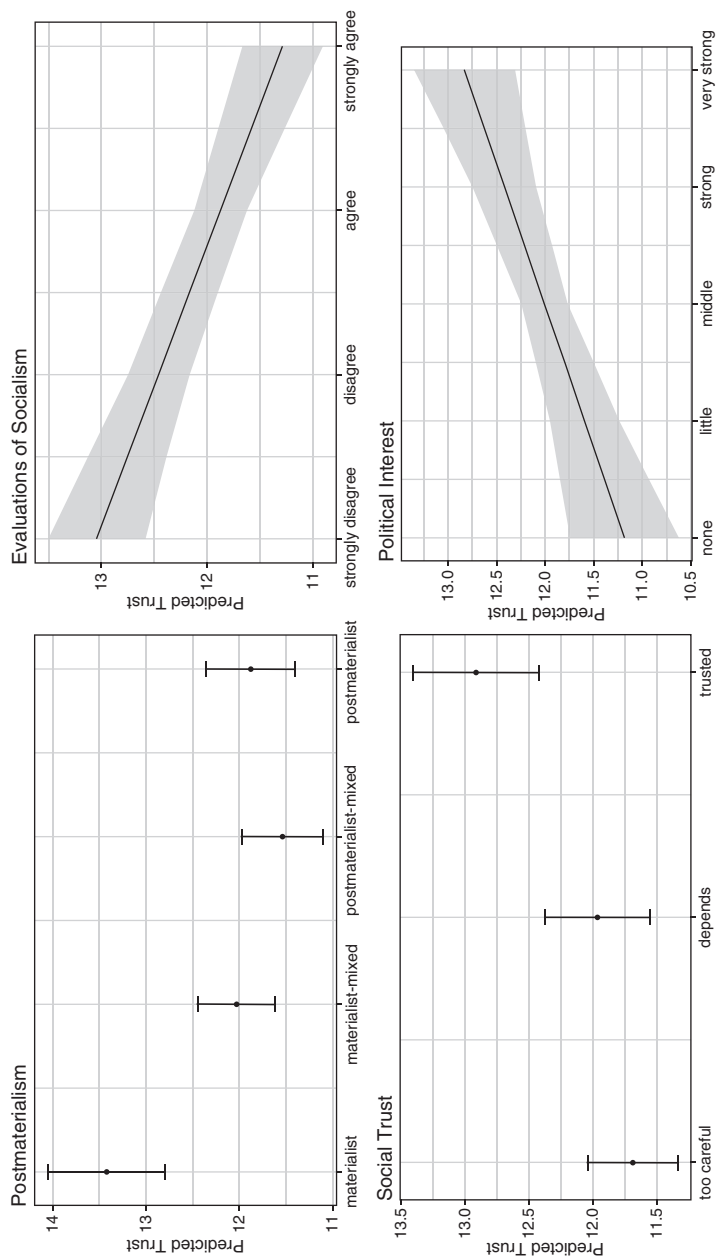 Postmaterialism
Predicted Trust
14
13
12
11
materialist
materialist-mixed
postmaterialist-mixed
postmaterialist
Evaluations of Socialism
Predicted Trust
13
12
11
strongly disagree
disagree
agree
strongly agree
Social Trust
Predicted Trust
13.5
13.0
12.5
12.0
11.5
too careful
depends
trusted
Political Interest
Predicted Trust
13.0
12.5
12.0
11.5
11.0
10.5
none
little
middle
strong
very strong